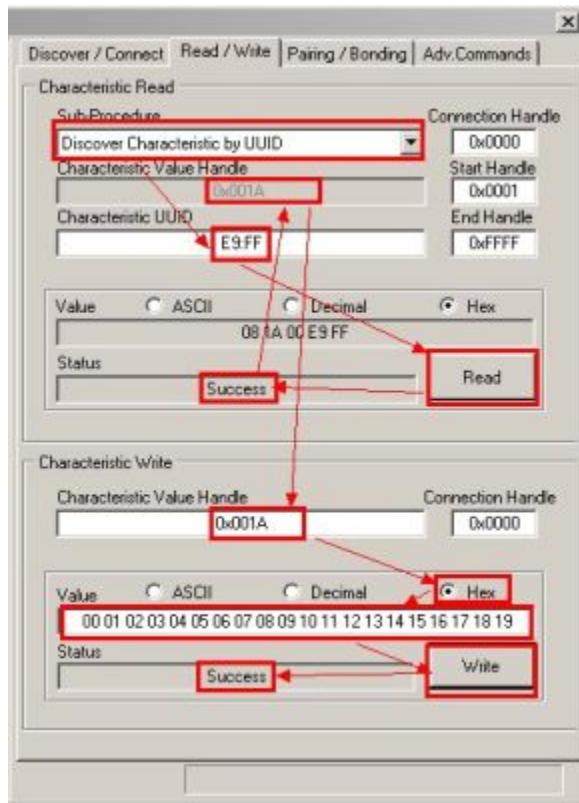 Discover / Connect Read / Write Pairing / Bonding Adv.Commands
Characteristic Read
Sub-Procedure Connection Handle
Discover Characteristic by UUID 0x0000
Characteristic Value Handle Start Handle
0x001A 0x0001
Characteristic UUID End Handle
E9:FF 0xFFFF
Value ASCII Decimal Hex
08 1A 00 E9 FF
Status
Success Read
Characteristic Write
Characteristic Value Handle Connection Handle
0x001A 0x0000
Value ASCII Decimal Hex
00 01 02 03 04 05 06 07 08 09 10 11 12 13 14 15 16 17 18 19
Status
Success Write